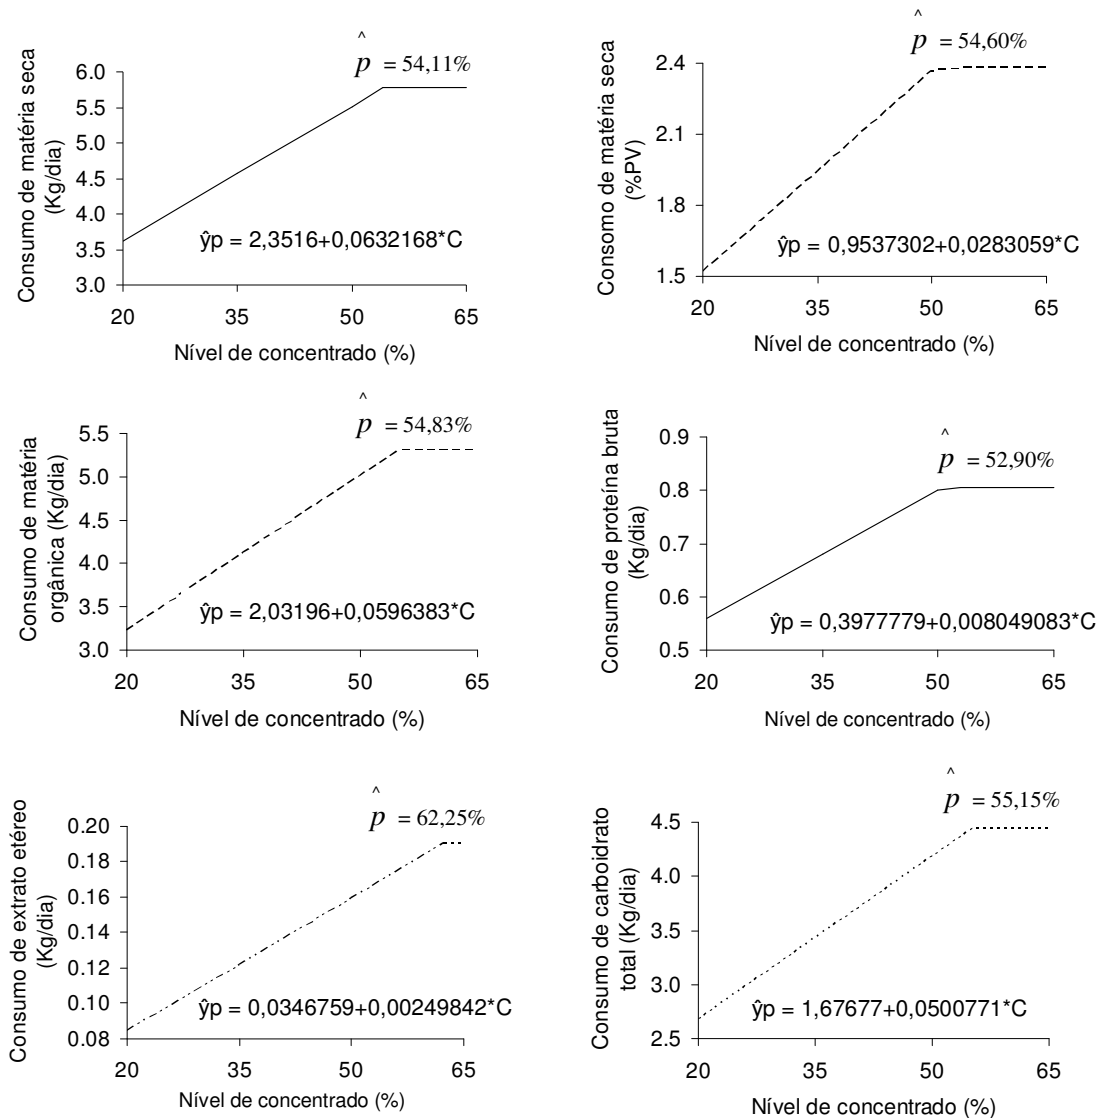 ^
p = 54,11%
Consumo de matéria seca
(Kg/dia)
6.0
5.5
5.0
4.5
4.0
3.5
3.0
ŷp = 2,3516+0,0632168*C
20 35 50 65
Nível de concentrado (%)
^
p = 54,60%
Consomo de matéria seca
(%PV)
2.4
2.1
1.8
1.5
ŷp = 0,9537302+0,0283059*C
20 35 50 65
Nível de concentrado (%)
^
p = 54,83%
Consumo de matéria
orgânica (Kg/dia)
5.5
5.0
4.5
4.0
3.5
3.0
ŷp = 2,03196+0,0596383*C
20 35 50 65
Nível de concentrado (%)
^
p = 52,90%
Consumo de proteína bruta
(Kg/dia)
0.9
0.8
0.7
0.6
0.5
ŷp = 0,3977779+0,008049083*C
20 35 50 65
Nível de concentrado (%)
^
p = 62,25%
Consumo de extrato etéreo
(Kg/dia)
0.20
0.18
0.16
0.14
0.12
0.10
0.08
ŷp = 0,0346759+0,00249842*C
20 35 50 65
Nível de concentrado (%)
^
p = 55,15%
Consumo de carboidrato
total (Kg/dia)
4.5
4.0
3.5
3.0
2.5
ŷp = 1,67677+0,0500771*C
20 35 50 65
Nível de concentrado (%)